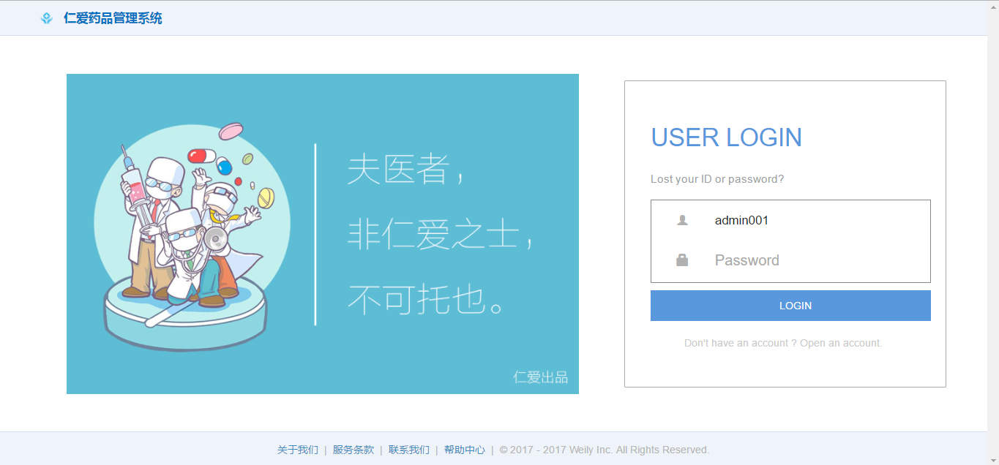 仁爱药品管理系统
夫医者，
非仁爱之士，
不可托也。
仁爱出品
USER LOGIN
Lost your ID or password?
admin001
Password
LOGIN
Don't have an account ? Open an account.
关于我们 | 服务条款 | 联系我们 | 帮助中心 | © 2017 - 2017 Weily Inc. All Rights Reserved.